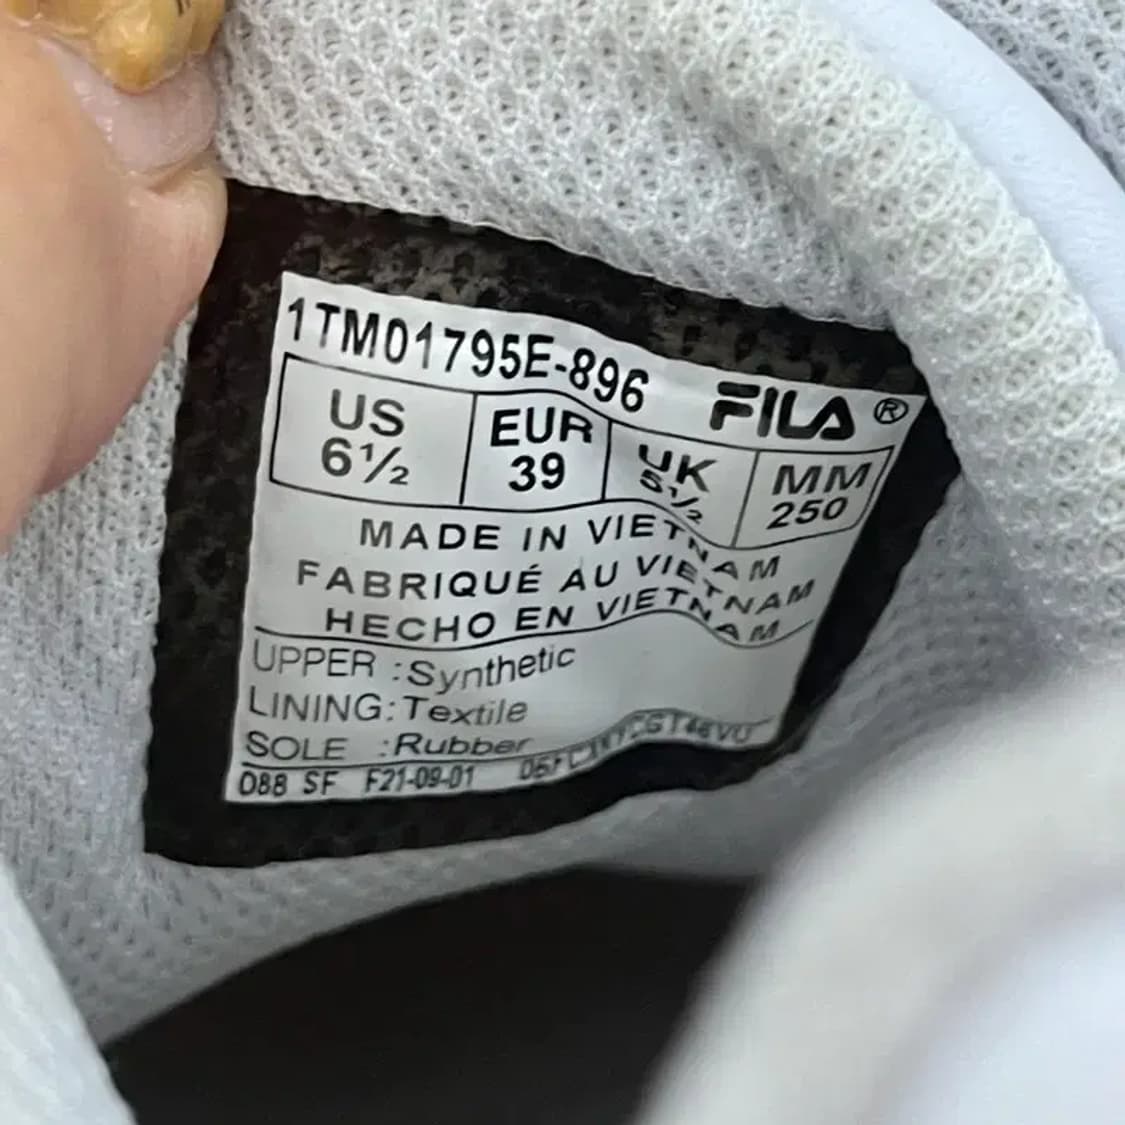 1TM01795E-896 FILA ®
US EUR UK MM
6½ 39 5½ 250
MADE IN VIETNAM
FABRIQUÉ AU VIETNAM
HECHO EN VIETNAM
UPPER :Synthetic
LINING:Textile
SOLE :Rubber
D88 SF F21-09-01